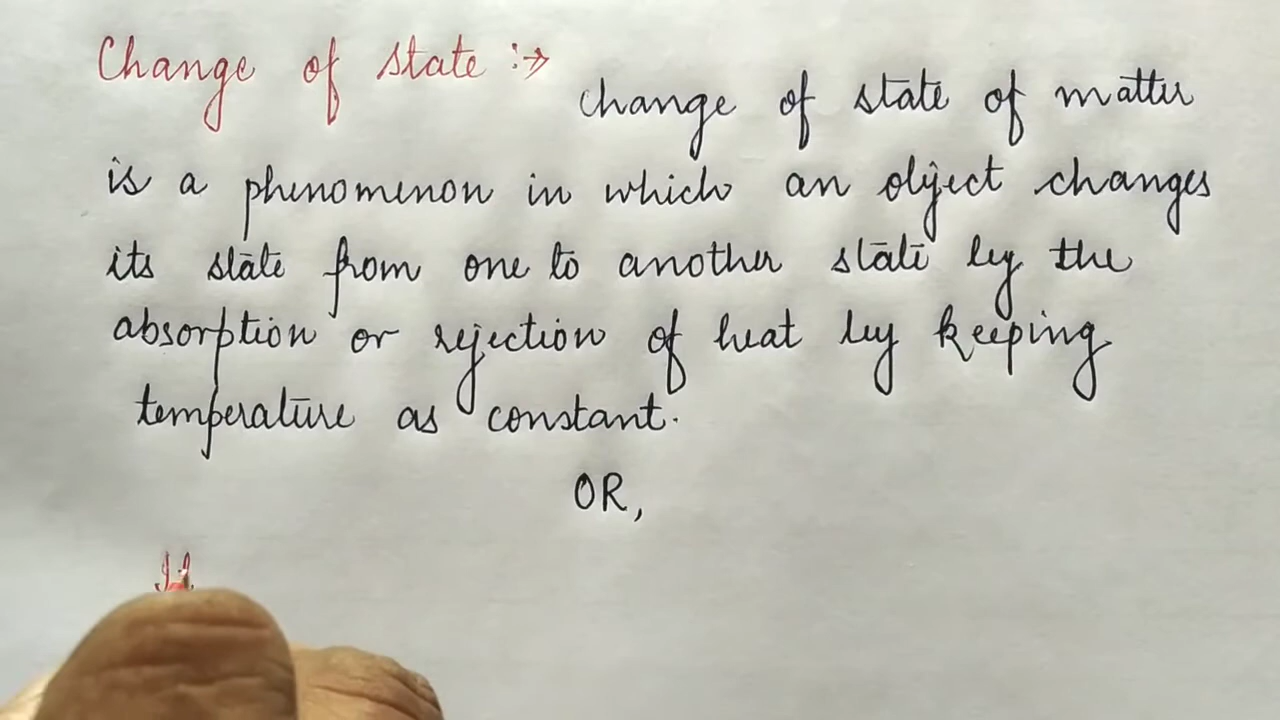 Change of state :→
Change of state of matter
is a phenomenon in which an object changes
its state from one to another state by the
absorption or rejection of heat by keeping
temperature as constant.
OR,